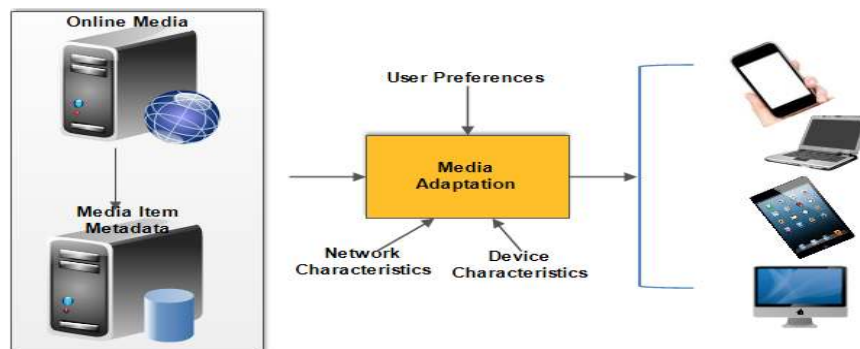 Online Media
User Preferences
Media
Adaptation
Media Item
Metadata
Network
Characteristics
Device
Characteristics